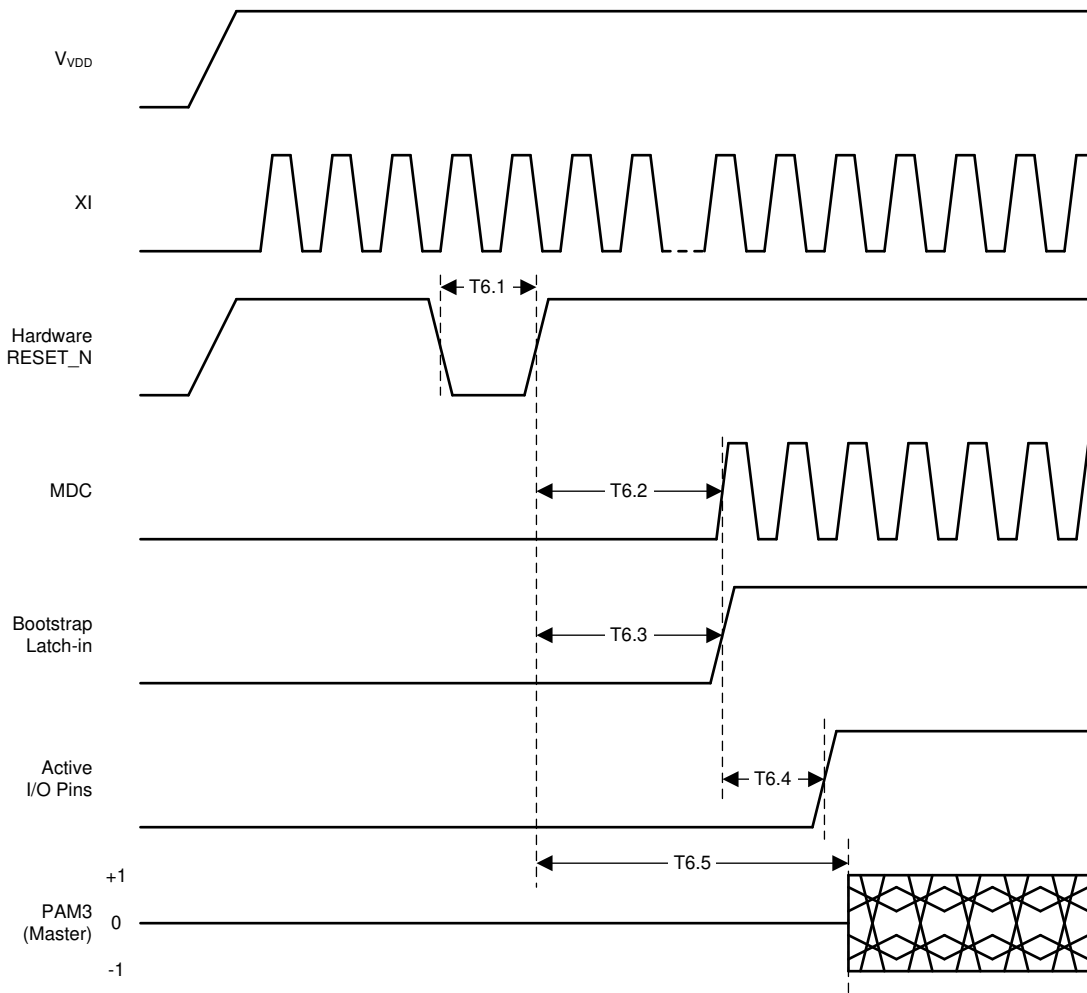 VVDD
XI
T6.1
Hardware
RESET_N
MDC
T6.2
Bootstrap
Latch-in
T6.3
Active
I/O Pins
T6.4
T6.5
+1
PAM3
(Master)
0
-1